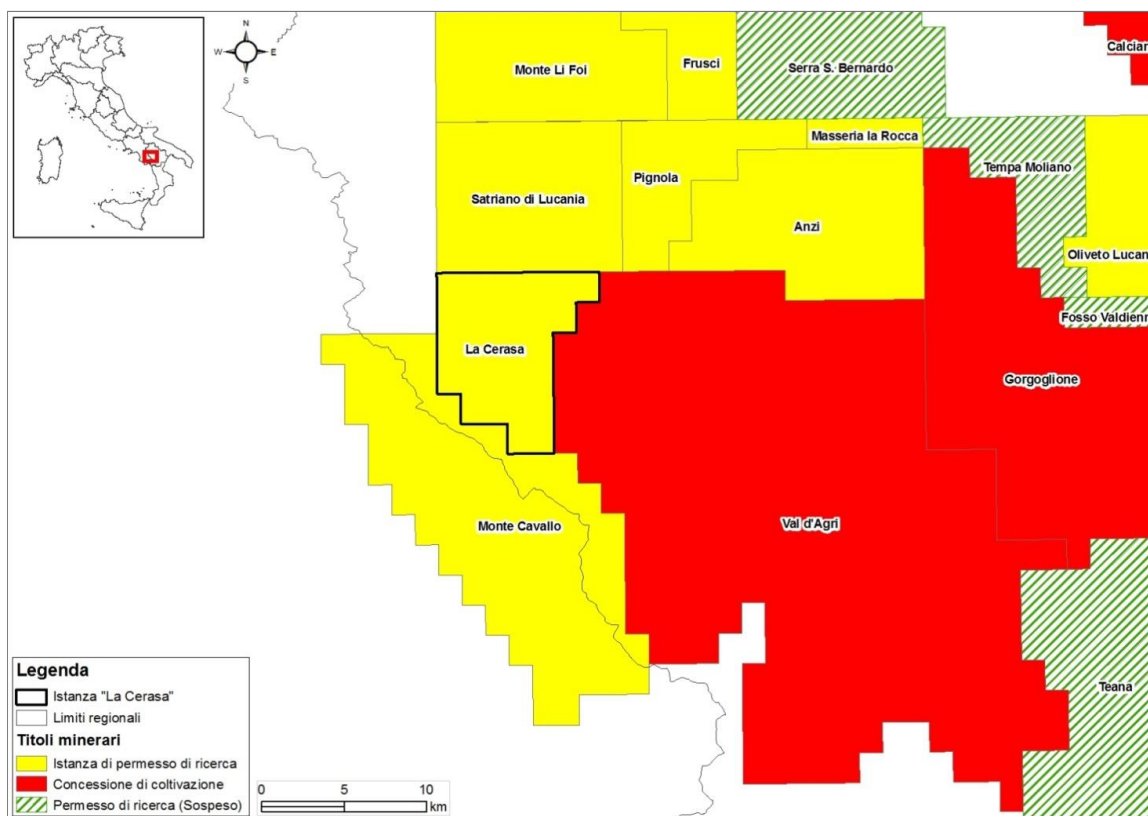 N
W E
S
Monte Li Foi
Frusci
Serra S. Bernardo
Calcian
Masseria la Rocca
Tempa Moliano
Satriano di Lucania
Pignola
Anzi
Oliveto Lucan
Fosso Valdienn
La Cerasa
Gorgoglione
Monte Cavallo
Val d'Agri
Teana
Legenda
Istanza "La Cerasa"
Limiti regionali
Titoli minerari
Istanza di permesso di ricerca
Concessione di coltivazione
Permesso di ricerca (Sospeso)
0 5 10
km